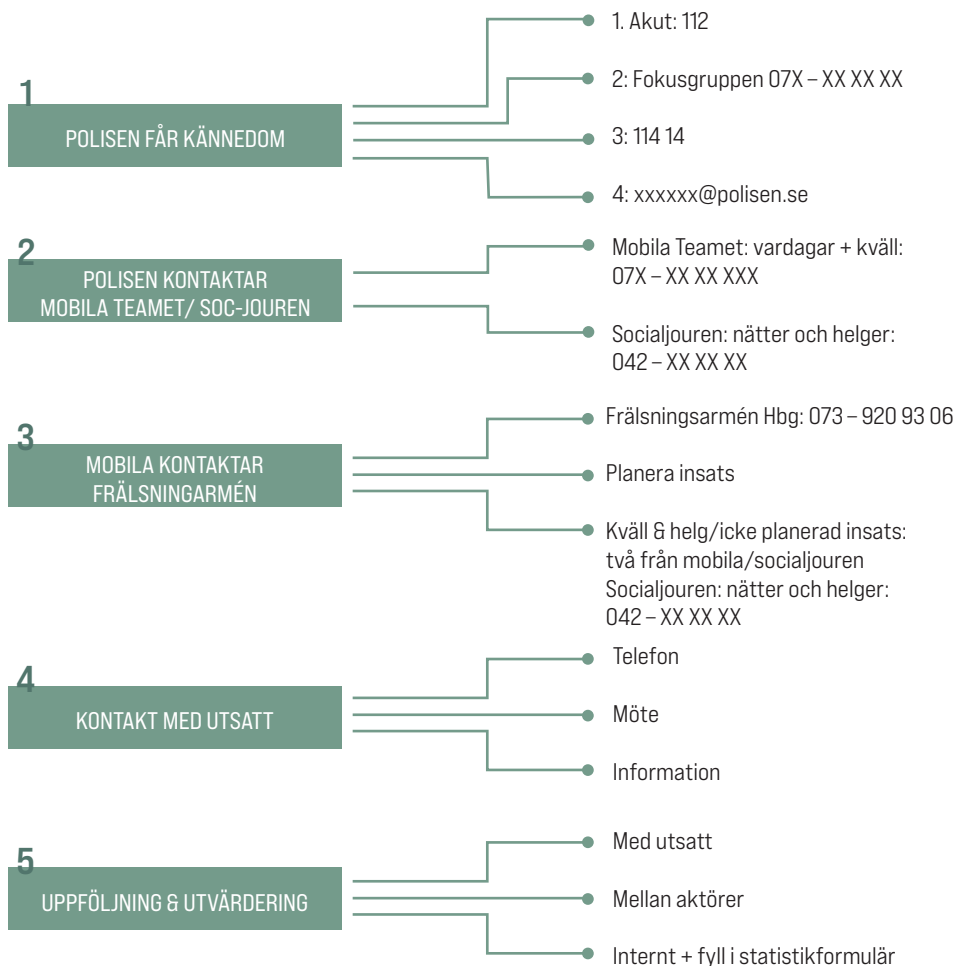 1
POLISEN FÅR KÄNNEDOM
1. Akut: 112
2: Fokusgruppen 07X – XX XX XX
3: 114 14
4: xxxxxx@polisen.se
2
POLISEN KONTAKTAR
MOBILA TEAMET/ SOC-JOUREN
Mobila Teamet: vardagar + kväll:
07X – XX XX XXX
Socialjouren: nätter och helger:
042 – XX XX XX
3
MOBILA KONTAKTAR
FRÄLSNINGARMÉN
Frälsningsarmén Hbg: 073 – 920 93 06
Planera insats
Kväll & helg/icke planerad insats:
två från mobila/socialjouren
Socialjouren: nätter och helger:
042 – XX XX XX
4
KONTAKT MED UTSATT
Telefon
Möte
Information
5
UPPFÖLJNING & UTVÄRDERING
Med utsatt
Mellan aktörer
Internt + fyll i statistikformulär